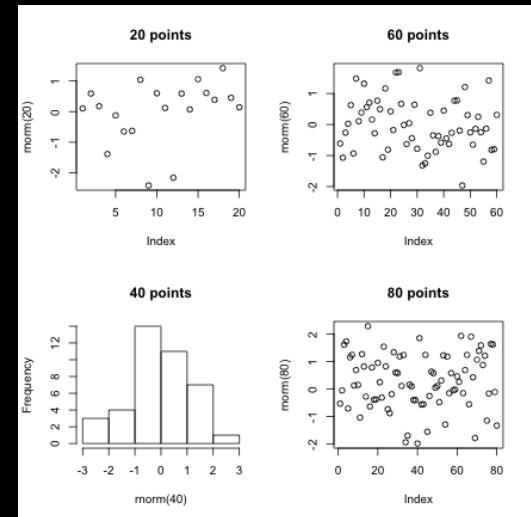 20 points
rnorm(20)
1
0
-1
-2
5 10 15 20
Index
60 points
rnorm(60)
1
0
-1
-2
0 10 20 30 40 50 60
Index
40 points
Frequency
12
8
4
0
-3 -2 -1 0 1 2 3
rnorm(40)
80 points
rnorm(80)
2
1
0
-1
-2
0 20 40 60 80
Index